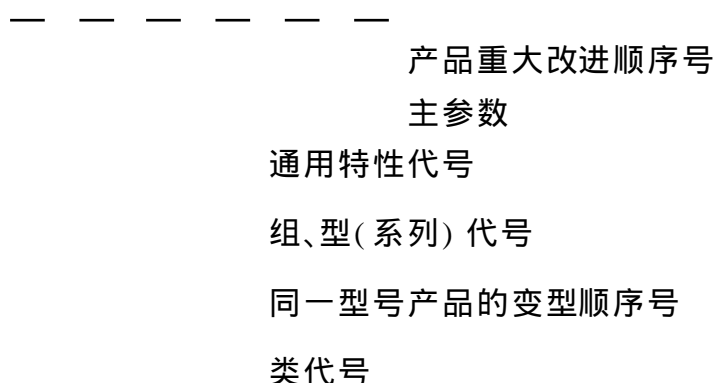 — — — — — —
产品重大改进顺序号
主参数
通用特性代号
组、型(系列) 代号
同一型号产品的变型顺序号
类代号